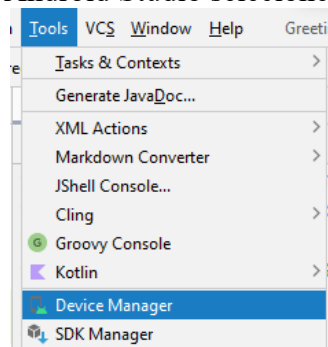 Tools VCS Window Help Greeti
Tasks & Contexts
Generate JavaDoc...
XML Actions
Markdown Converter
JShell Console...
Cling
G Groovy Console
Kotlin
Device Manager
SDK Manager